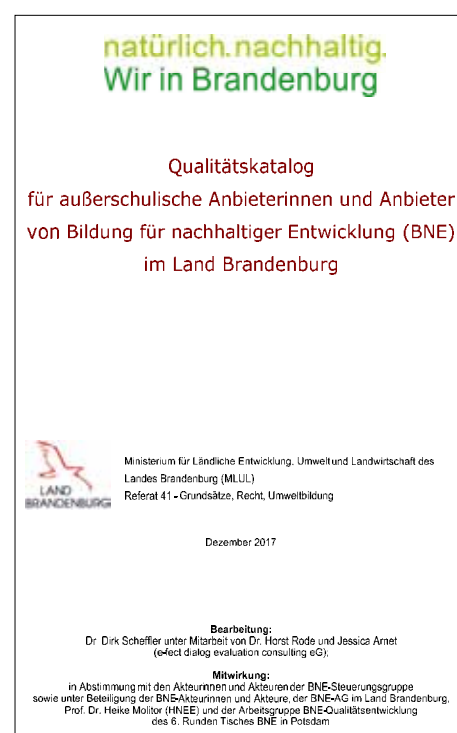 natürlich.nachhaltig.
Wir in Brandenburg
Qualitätskatalog
für außerschulische Anbieterinnen und Anbieter
von Bildung für nachhaltiger Entwicklung (BNE)
im Land Brandenburg
LAND
BRANDENBURG
Ministerium für Ländliche Entwicklung, Umwelt und Landwirtschaft des
Landes Brandenburg (MLUL)
Referat 41 - Grundsätze, Recht, Umweltbildung
Dezember 2017
Bearbeitung:
Dr. Dirk Scheffler unter Mitarbeit von Dr. Horst Rode und Jessica Arnet
(e-fect dialog evaluation consulting eG);
Mitwirkung:
in Abstimmung mit den Akteurinnen und Akteuren der BNE-Steuerungsgruppe
sowie unter Beteiligung der BNE-Akteurinnen und Akteure, der BNE-AG im Land Brandenburg,
Prof. Dr. Heike Molitor (HNEE) und der Arbeitsgruppe BNE-Qualitätsentwicklung
des 6. Runden Tisches BNE in Potsdam